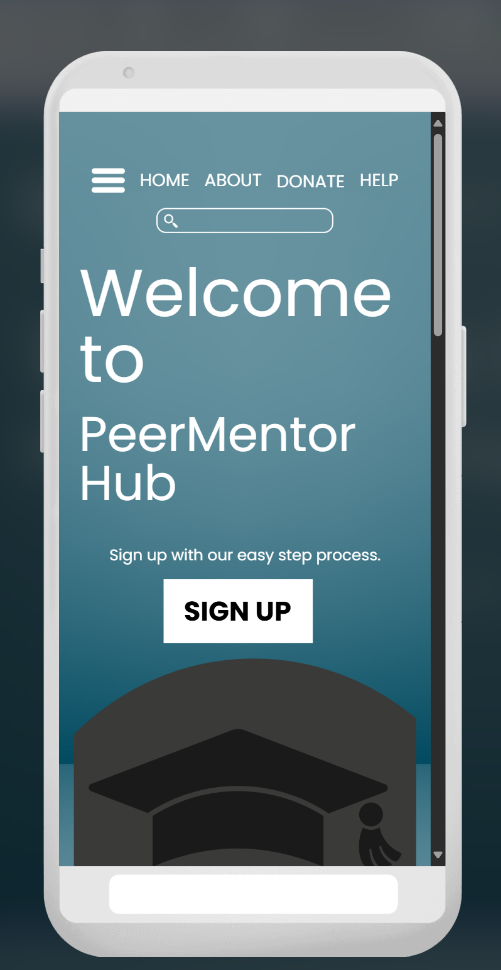 HOME ABOUT DONATE HELP
Welcome
to
PeerMentor
Hub
Sign up with our easy step process.
SIGN UP